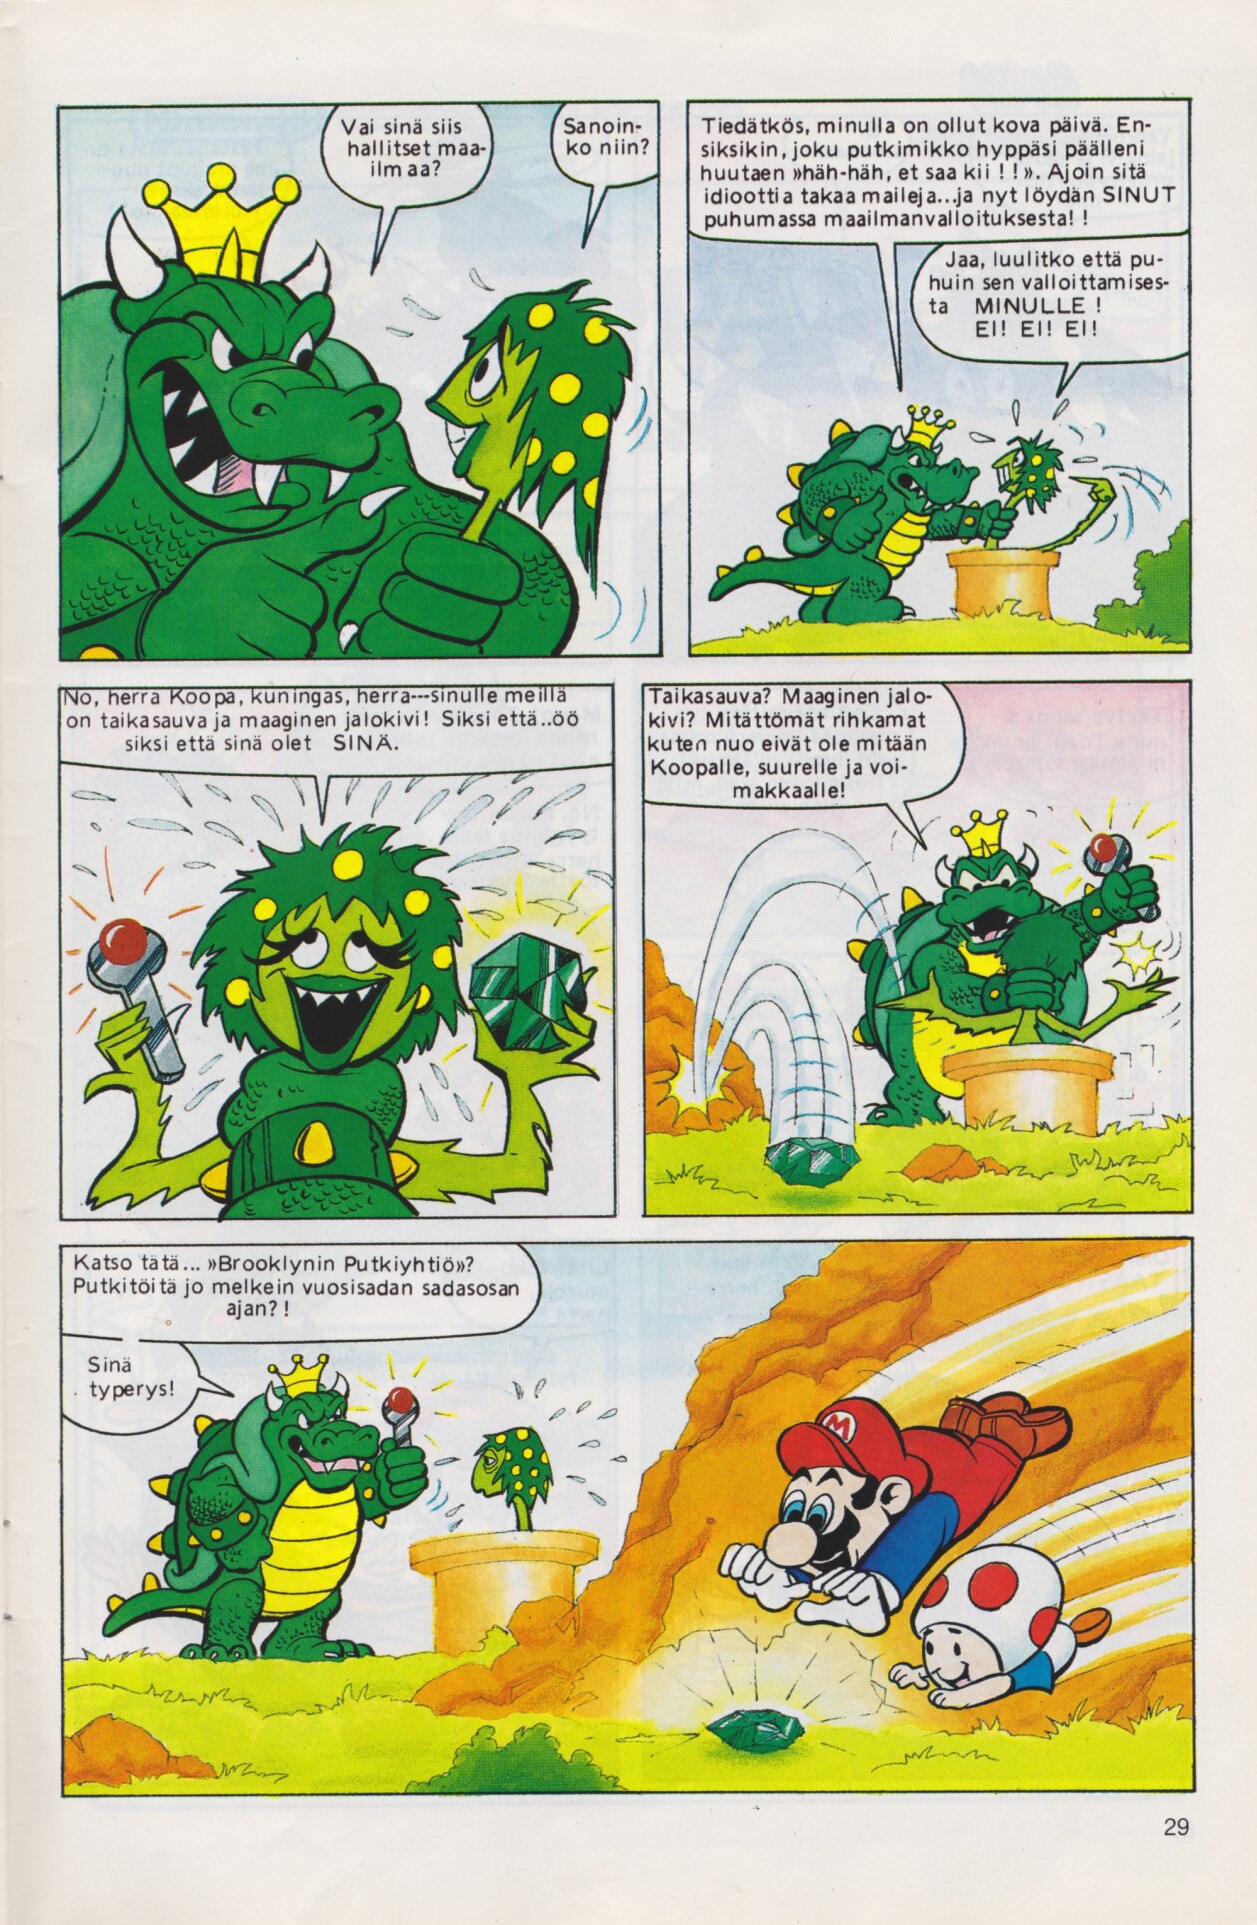 Vai sinä siis
hallitset maa-
ilmaa?
Sanoin-
ko niin?
Tiedätkös, minulla on ollut kova päivä. En-
siksikin, joku putkimikko hyppäsi päälleni
huutaen »häh-häh, et saa kii ! !». Ajoin sitä
idioottia takaa maileja...ja nyt löydän SINUT
puhumassa maailmanvalloituksesta! !
Jaa, luulitko että pu-
huin sen valloittamises-
ta MINULLE !
EI! EI! EI!
No, herra Koopa, kuningas, herra---sinulle meillä
on taikasauva ja maaginen jalokivi! Siksi että..öö
siksi että sinä olet SINÄ.
Taikasauva? Maaginen jalo-
kivi? Mitättömät rihkamat
kuten nuo eivät ole mitään
Koopalle, suurelle ja voi-
makkaalle!
Katso tätä... »Brooklynin Putkiyhtiö»?
Putkitöitä jo melkein vuosisadan sadasosan
ajan?!
Sinä
typerys!
M
29